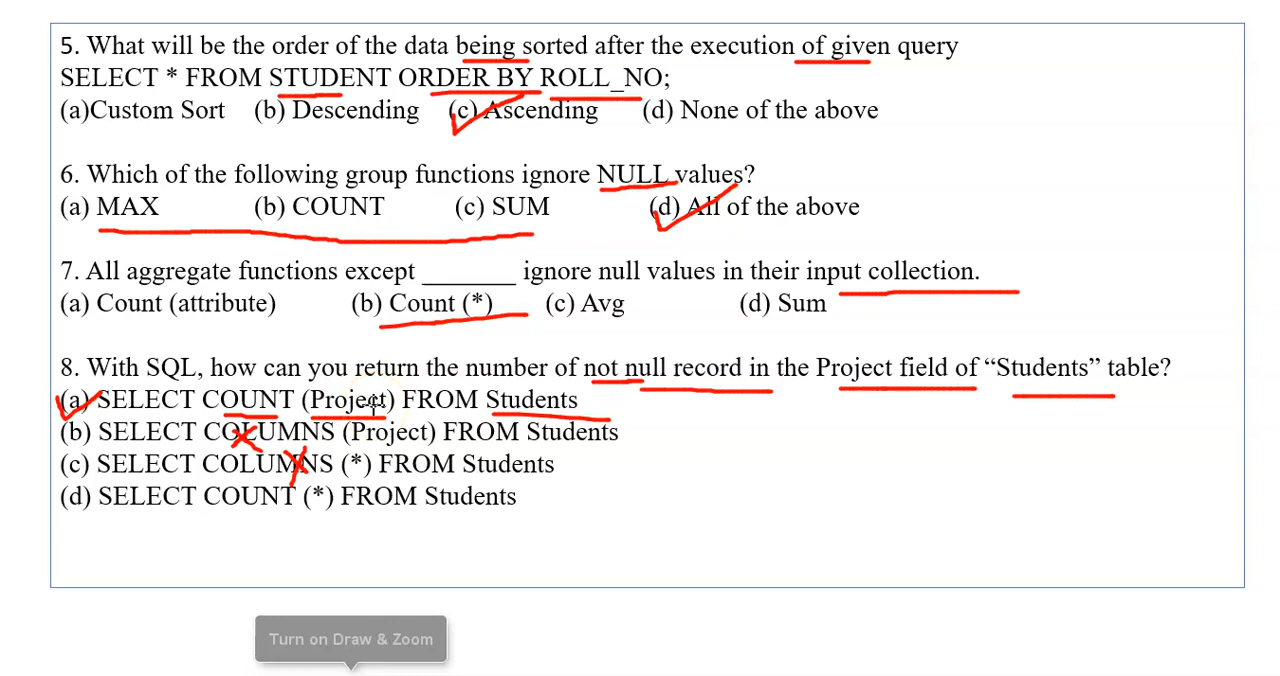 5. What will be the order of the data being sorted after the execution of given query
SELECT * FROM STUDENT ORDER BY ROLL_NO;
(a)Custom Sort (b) Descending (c) Ascending (d) None of the above
6. Which of the following group functions ignore NULL values?
(a) MAX (b) COUNT (c) SUM (d) All of the above
7. All aggregate functions except _______ ignore null values in their input collection.
(a) Count (attribute) (b) Count (*) (c) Avg (d) Sum
8. With SQL, how can you return the number of not null record in the Project field of “Students” table?
(a) SELECT COUNT (Project) FROM Students
(b) SELECT COLUMNS (Project) FROM Students
(c) SELECT COLUMNS (*) FROM Students
(d) SELECT COUNT (*) FROM Students
Turn on Draw & Zoom